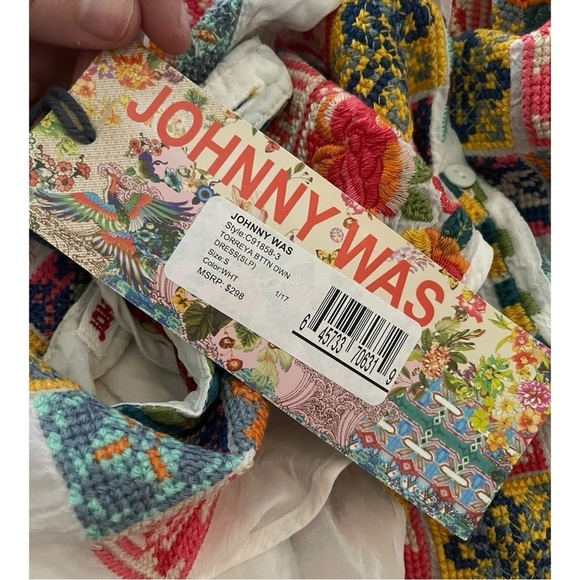 JOHNNY WAS
JOHNNY WAS
Style:C91858-3
TORREYA BTTN DWN
DRESS(SLP)
Size:S
Color:WHT 1/17
MSRP: $298
6 45733 70631 9